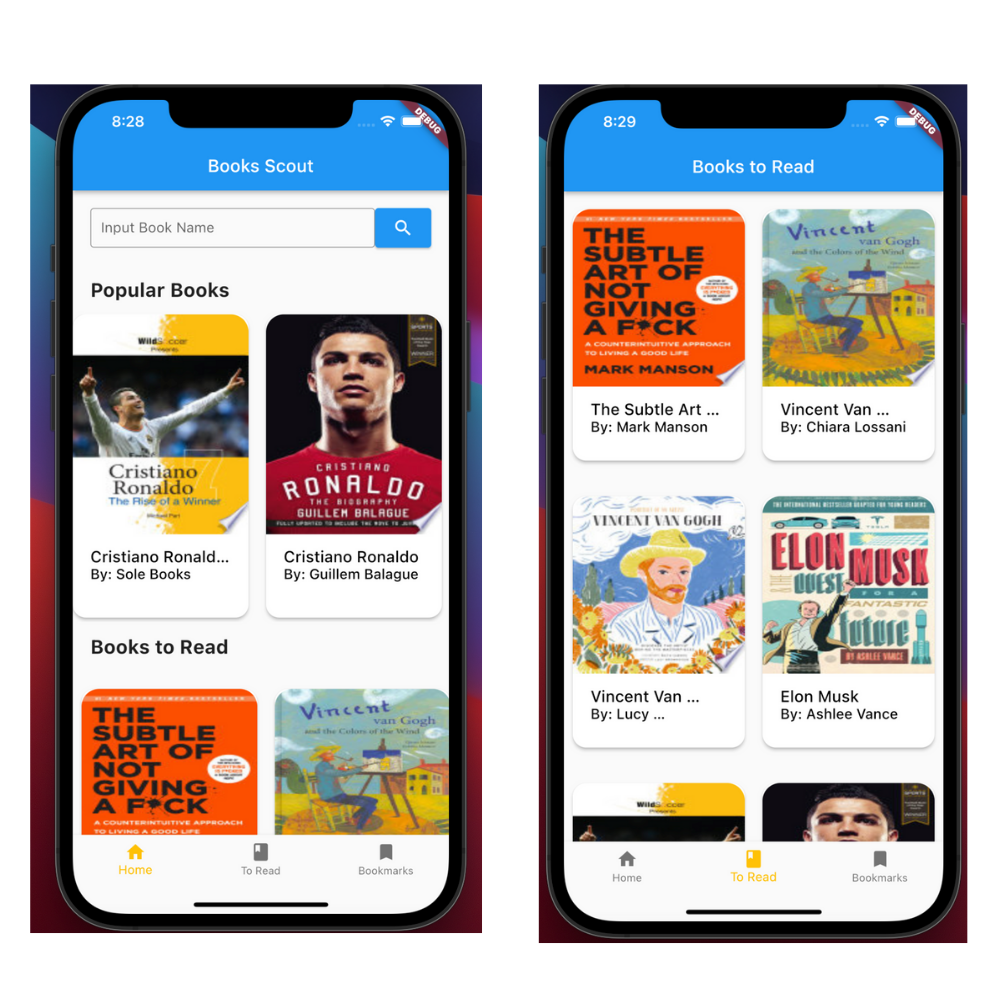 8:28
DEBUG
Books Scout
Input Book Name
Popular Books
WildSoccer
Presents
Cristiano
Ronaldo
7
The Rise of a Winner
Michael Part
Cristiano Ronald...
By: Sole Books
SPORTS
WINNER
CRISTIANO
RONALDO
THE BIOGRAPHY
GUILLEM BALAGUE
FULLY UPDATED TO INCLUDE THE MOVE TO
Cristiano Ronaldo
By: Guillem Balague
Books to Read
#1 NEW YORK TIMES BESTSELLER
THE
SUBTLE
ART OF
NOT
GIVING
A F*CK
A COUNTERINTUITIVE APPROACH
TO LIVING A GOOD LIFE
Vincent
van Gogh
and the Colors of the Wind
Home
To Read
Bookmarks
8:29
DEBUG
Books to Read
#1 NEW YORK TIMES BESTSELLER
THE
SUBTLE
ART OF
NOT
GIVING
A F*CK
A COUNTERINTUITIVE APPROACH
TO LIVING A GOOD LIFE
MARK MANSON
The Subtle Art ...
By: Mark Manson
Vincent
van Gogh
and the Colors of the Wind
Vincent Van ...
By: Chiara Lossani
VINCENT VAN GOGH
Vincent Van ...
By: Lucy ...
THE INTERNATIONAL BESTSELLER ADAPTED FOR YOUNG READERS
TESLA
ELON
MUSK
QUEST
FOR A
FANTASTIC
future
BY ASHLEE VANCE
Elon Musk
By: Ashlee Vance
WildSoccer
Presents
SPORTS
WINNER
Home
To Read
Bookmarks